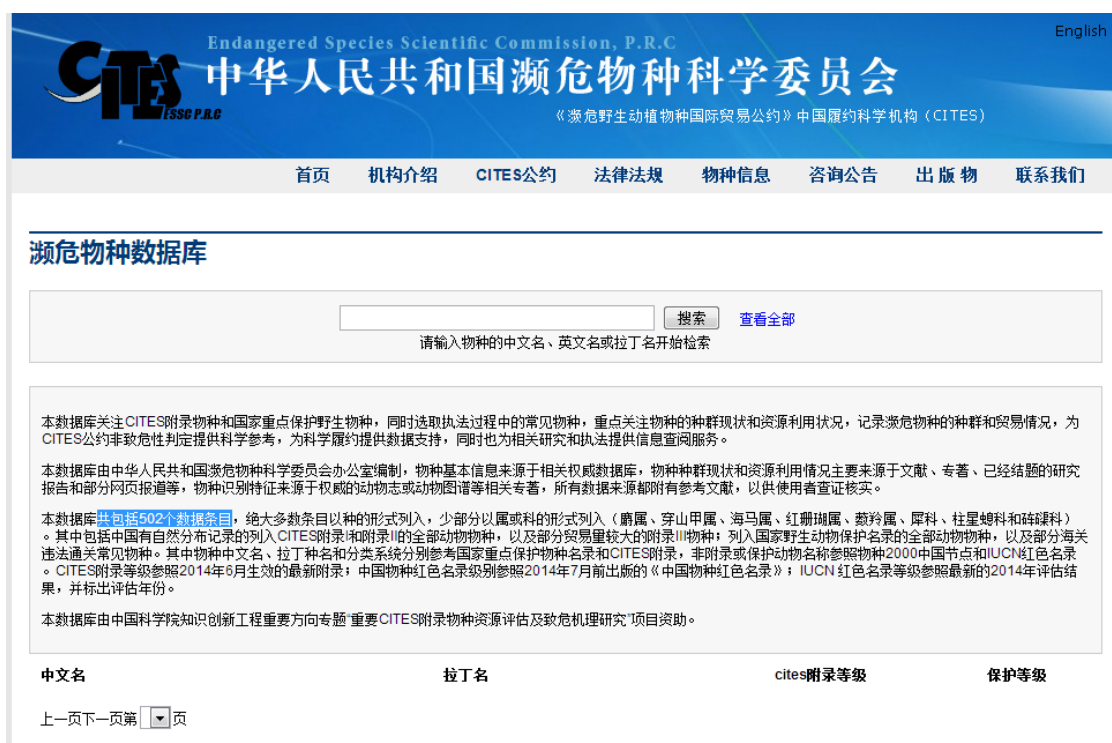 English
Endangered Species Scientific Commission, P.R.C
CITES
ESSC P.R.C
中华人民共和国濒危物种科学委员会
《濒危野生动植物种国际贸易公约》中国履约科学机构（CITES）
首页 机构介绍 CITES公约 法律法规 物种信息 咨询公告 出 版 物 联系我们
濒危物种数据库
搜索 查看全部
请输入物种的中文名、英文名或拉丁名开始检索
本数据库关注CITES附录物种和国家重点保护野生物种，同时选取执法过程中的常见物种，重点关注物种的种群现状和资源利用状况，记录濒危物种的种群和贸易情况，为
CITES公约非致危性判定提供科学参考，为科学履约提供数据支持，同时也为相关研究和执法提供信息查阅服务。
本数据库由中华人民共和国濒危物种科学委员会办公室编制，物种基本信息来源于相关权威数据库，物种种群现状和资源利用情况主要来源于文献、专著、已经结题的研究
报告和部分网页报道等，物种识别特征来源于权威的动物志或动物图谱等相关专著，所有数据来源都附有参考文献，以供使用者查证核实。
本数据库共包括502个数据条目，绝大多数条目以种的形式列入，少部分以属或科的形式列入（麝属、穿山甲属、海马属、红珊瑚属、薮羚属、犀科、柱星螅科和砗磲科）
。其中包括中国有自然分布记录的列入CITES附录I和附录II的全部动物物种，以及部分贸易量较大的附录III物种；列入国家野生动物保护名录的全部动物物种，以及部分海关
违法通关常见物种。其中物种中文名、拉丁种名和分类系统分别参考国家重点保护物种名录和CITES附录，非附录或保护动物名称参照物种2000中国节点和IUCN红色名录
。CITES附录等级参照2014年6月生效的最新附录；中国物种红色名录级别参照2014年7月前出版的《中国物种红色名录》；IUCN 红色名录等级参照最新的2014年评估结
果，并标出评估年份。
本数据库由中国科学院知识创新工程重要方向专题"重要CITES附录物种资源评估及致危机理研究"项目资助。
中文名 拉丁名 cites附录等级 保护等级
上一页下一页第 页